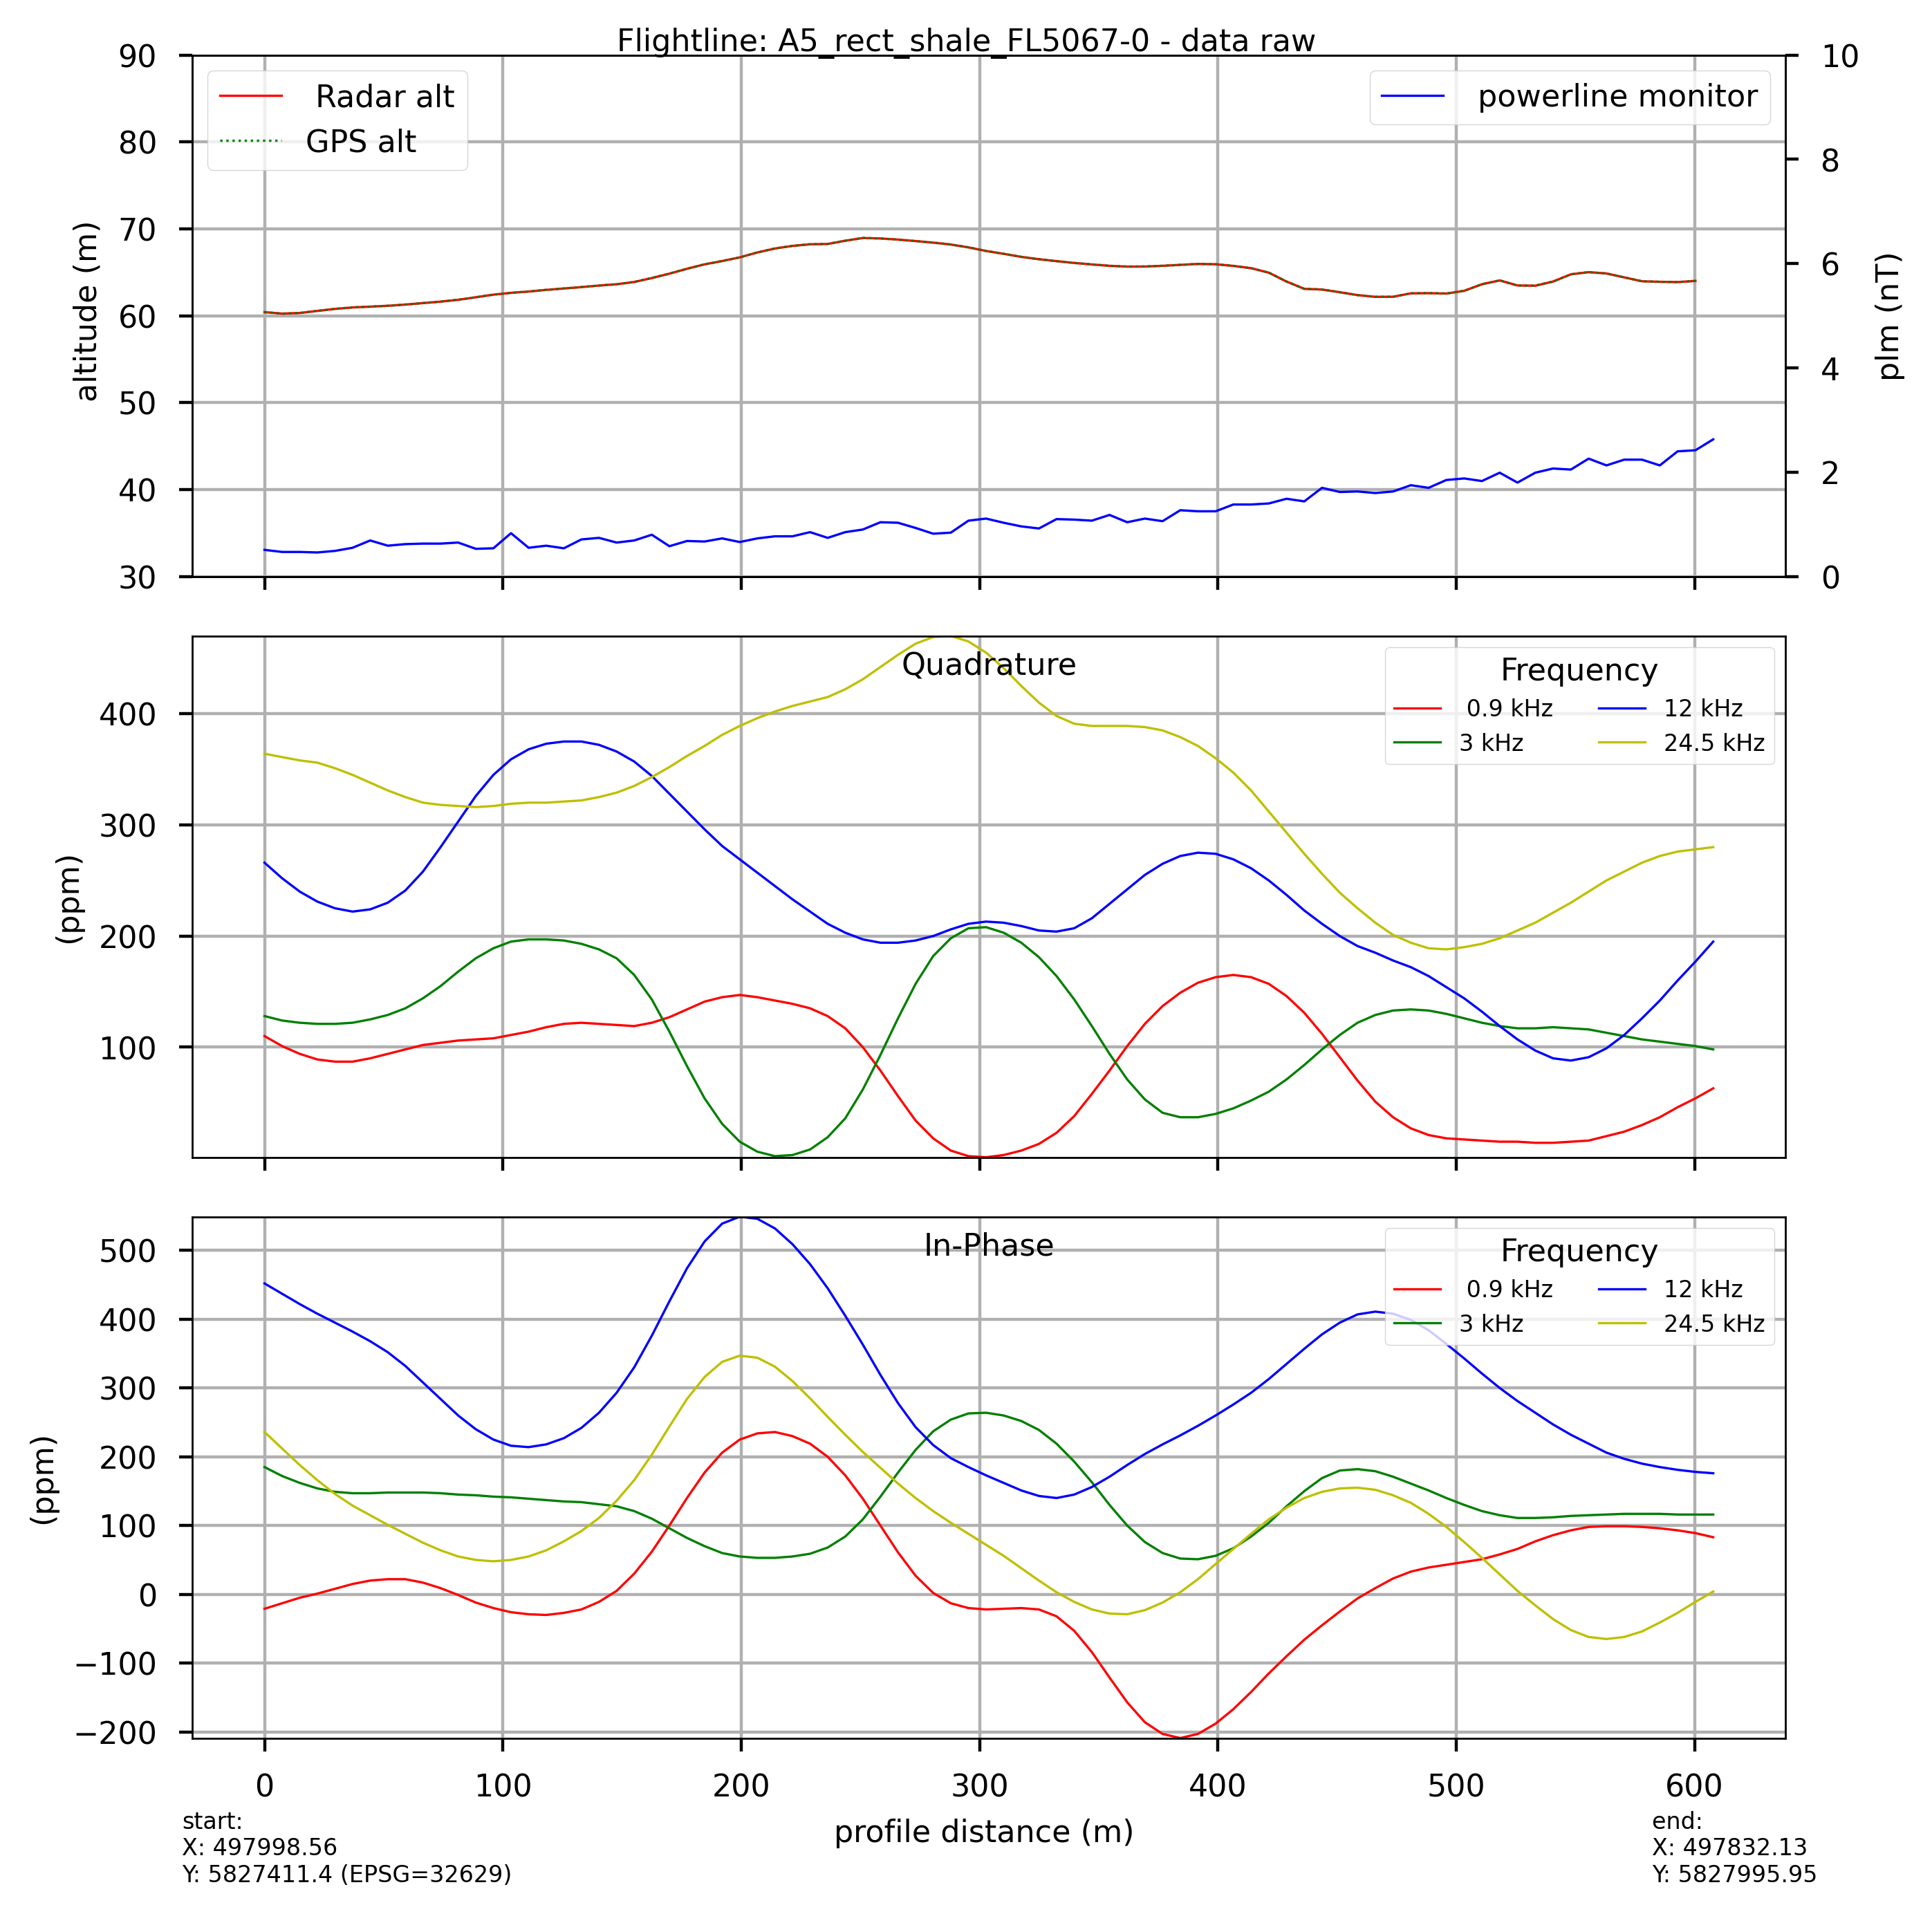 Flightline: A5_rect_shale_FL5067-0 - data raw
90
80
70
60
50
40
30
altitude (m)
Radar alt
GPS alt
powerline monitor
10
8
6
4
2
0
plm (nT)
Quadrature
400
300
200
100
(ppm)
Frequency
0.9 kHz 12 kHz
3 kHz 24.5 kHz
In-Phase
500
400
300
200
100
0
−100
−200
(ppm)
Frequency
0.9 kHz 12 kHz
3 kHz 24.5 kHz
0 100 200 300 400 500 600
profile distance (m)
start:
X: 497998.56
Y: 5827411.4 (EPSG=32629)
end:
X: 497832.13
Y: 5827995.95